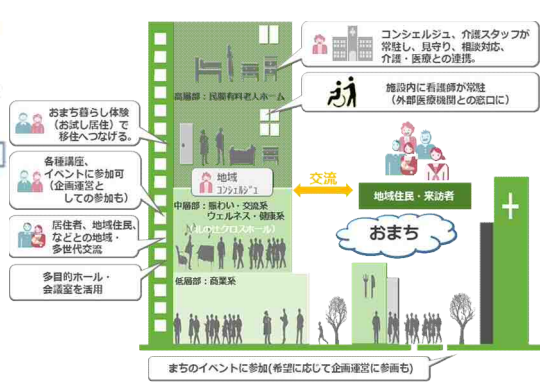 コンシェルジュ、介護スタッフが
常駐し、見守り、相談対応、
介護・医療との連携。
高層部：民間有料老人ホーム
施設内に看護師が常駐
（外部医療機関との窓口に）
おまち暮らし体験
（お試し居住）で
移住へつなげる。
各種講座、
イベントに参加可
（企画運営と
しての参加も）
地域
コンシェルジュ
交流
地域住民・来訪者
中層部：賑わい・交流系
ウェルネス・健康系
クロスホール）
おまち
居住者、地域住民、
などとの地域・
多世代交流
多目的ホール・
会議室を活用
低層部：商業系
まちのイベントに参加(希望に応じて企画運営に参画も)